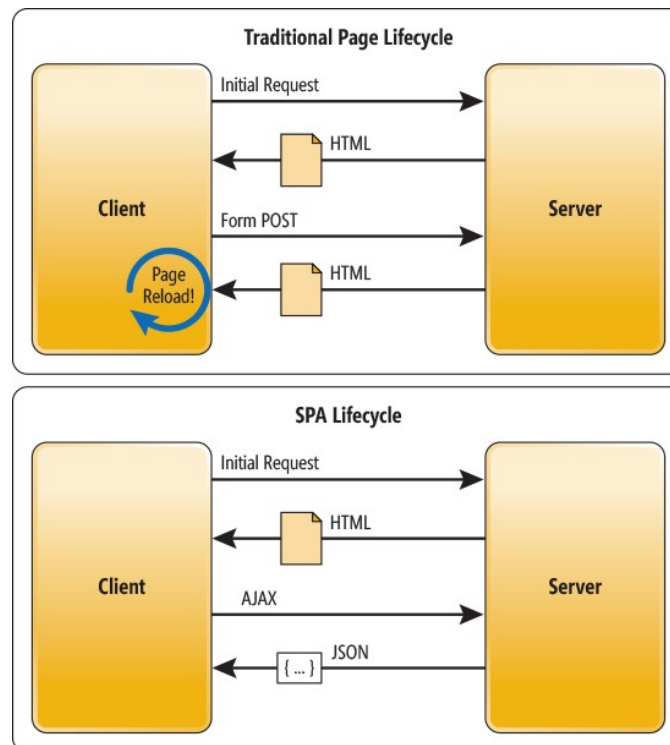 Traditional Page Lifecycle
Initial Request
HTML
Client
Server
Form POST
HTML
Page
Reload!
SPA Lifecycle
Initial Request
HTML
Client
Server
AJAX
JSON
{ ... }